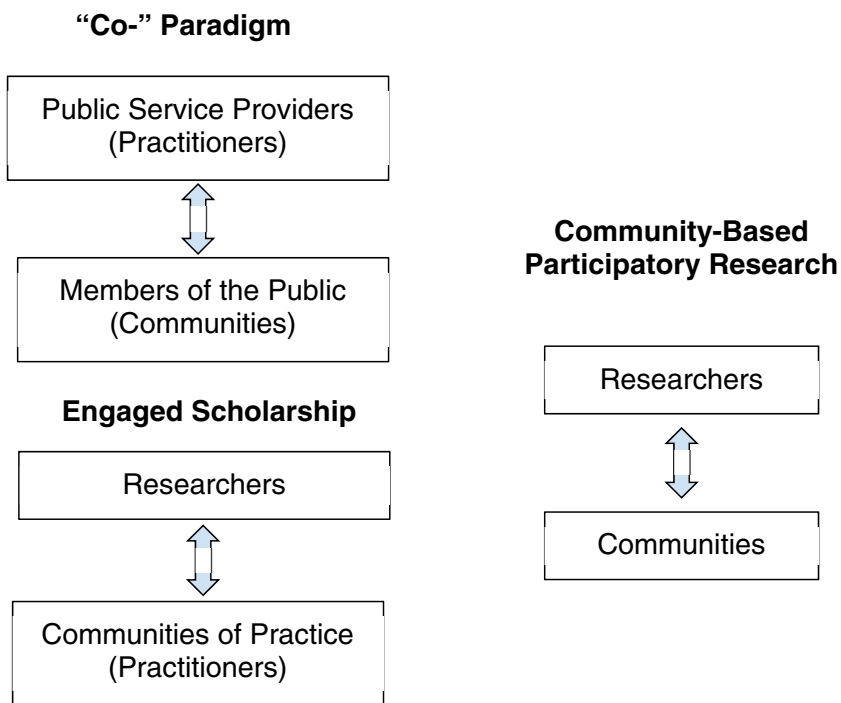 “Co-” Paradigm
Public Service Providers
(Practitioners)
Members of the Public
(Communities)
Engaged Scholarship
Researchers
Communities of Practice
(Practitioners)
Community-Based
Participatory Research
Researchers
Communities